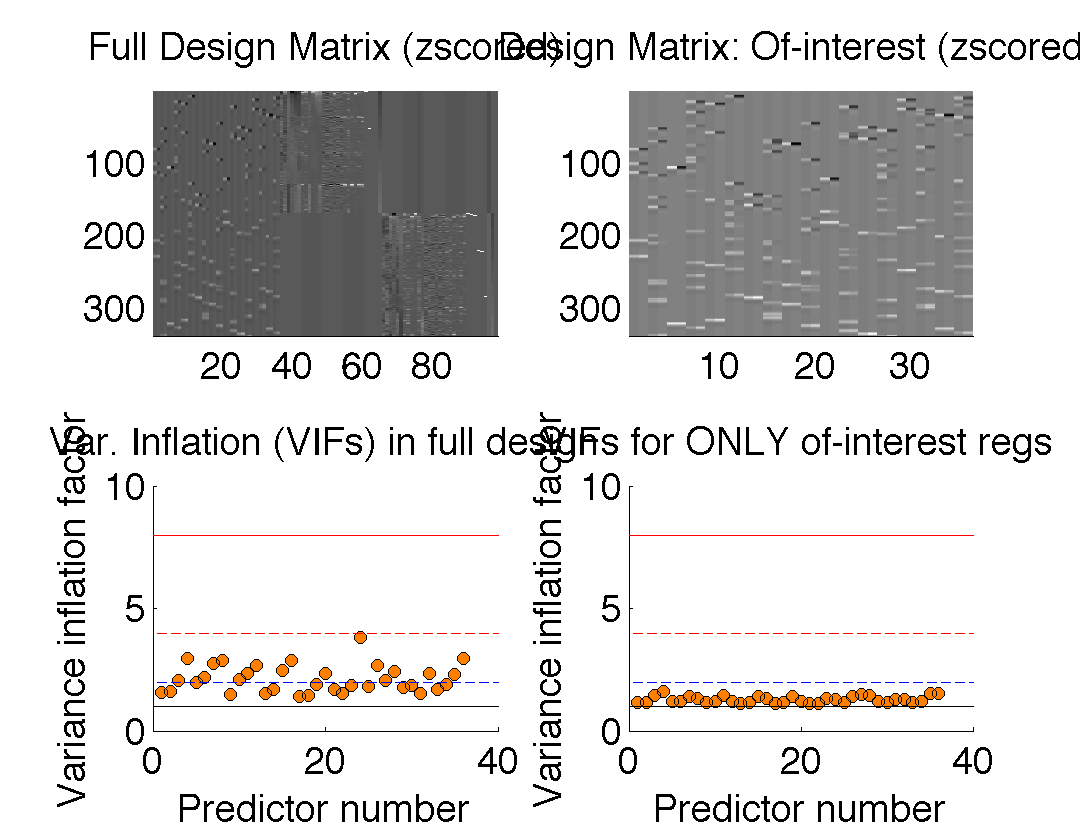 Full Design Matrix (zscored)
Design Matrix: Of-interest (zscored
100
200
300
20 40 60 80
100
200
300
10 20 30
Var. Inflation (VIFs) in full design
VIFs for ONLY of-interest regs
Variance inflation factor
10
5
0
0 20 40
Predictor number
Variance inflation factor
10
5
0
0 20 40
Predictor number